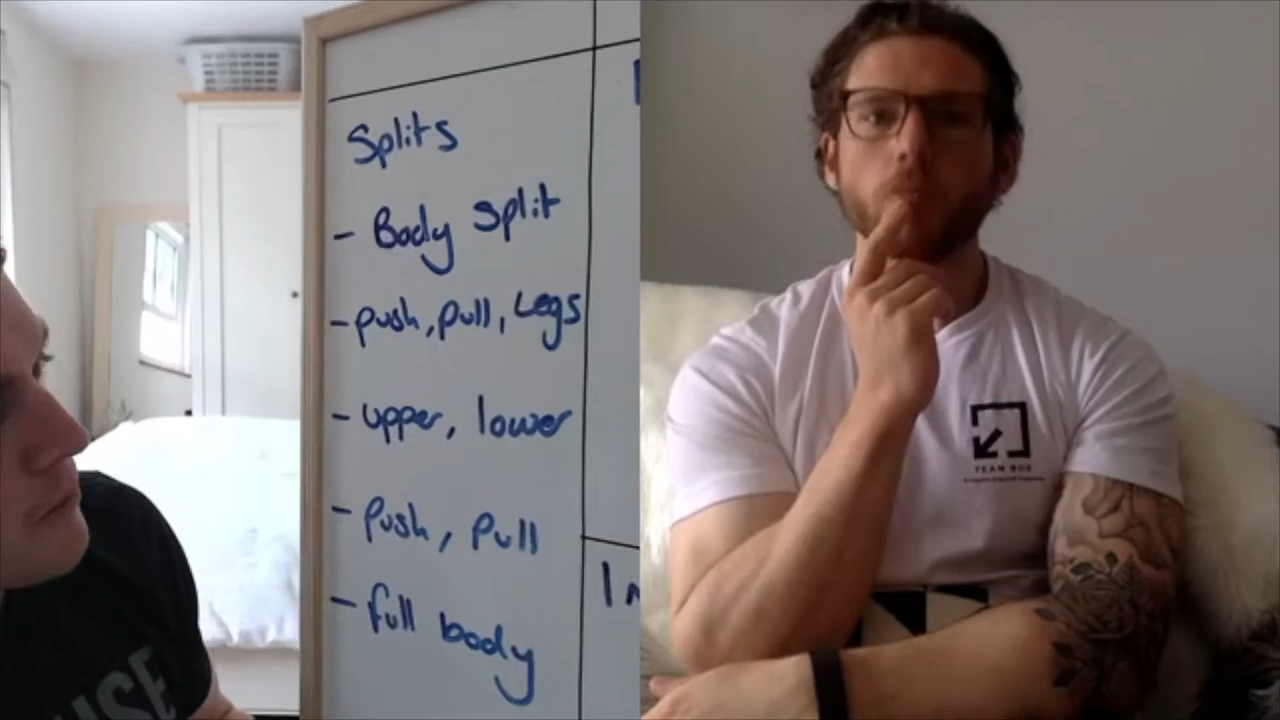 Splits
- Body split
- push, pull, Legs
- upper, lower
- Push, Pull
- Full body
TEAM BOX